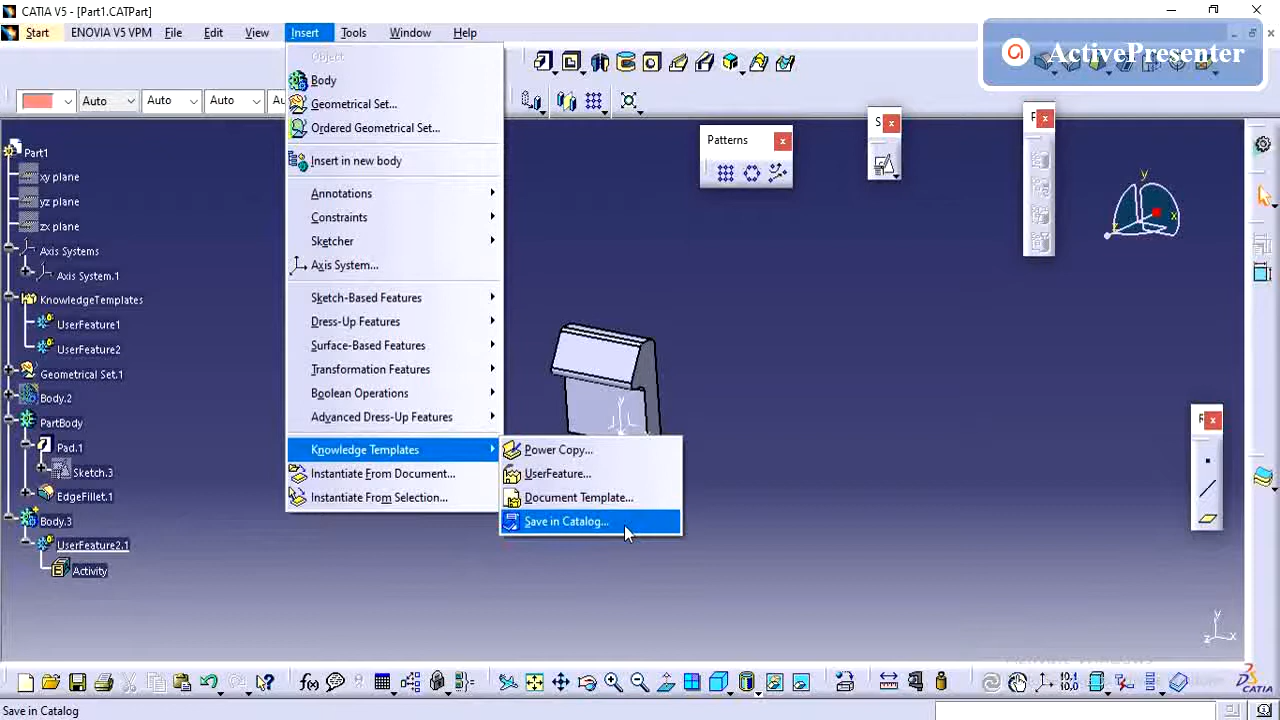 CATIA V5 - [Part1.CATPart]
Start ENOVIA V5 VPM File Edit View Insert Tools Window Help
ActivePresenter
Auto Auto Auto
Object
Body
Geometrical Set...
Ordered Geometrical Set...
Insert in new body
Annotations
Constraints
Sketcher
Axis System...
Sketch-Based Features
Dress-Up Features
Surface-Based Features
Transformation Features
Boolean Operations
Advanced Dress-Up Features
Knowledge Templates
Instantiate From Document...
Instantiate From Selection...
Power Copy...
UserFeature...
Document Template...
Save in Catalog...
Part1
xy plane
yz plane
zx plane
Axis Systems
Axis System.1
KnowledgeTemplates
UserFeature1
UserFeature2
Geometrical Set.1
Body.2
PartBody
Pad.1
Sketch.3
EdgeFillet.1
Body.3
UserFeature2.1
Activity
Patterns
S
F
y
x
z
y
z x
f(x)
10.0
CATIA
Save in Catalog